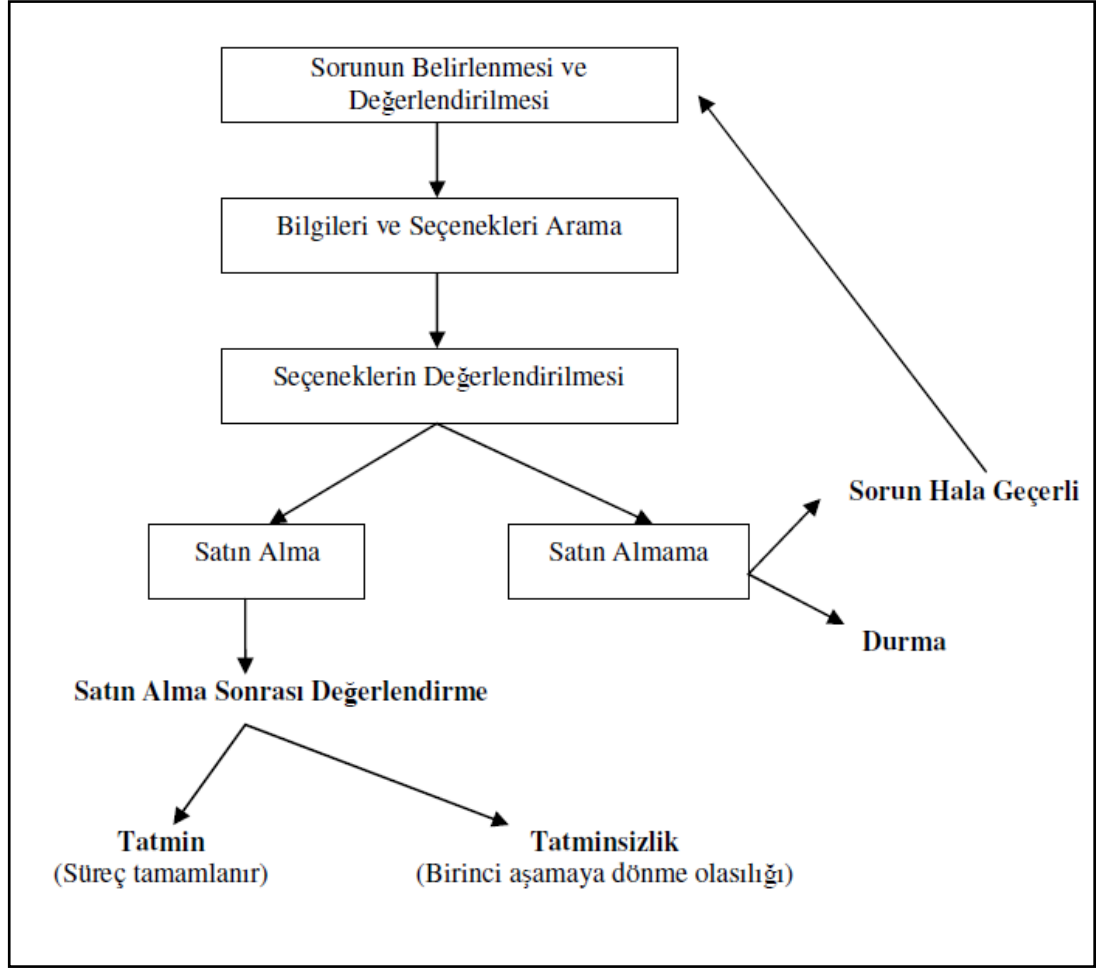 Sorunun Belirlenmesi ve
Değerlendirilmesi
Bilgileri ve Seçenekleri Arama
Seçeneklerin Değerlendirilmesi
Sorun Hala Geçerli
Satın Alma
Satın Almama
Durma
Satın Alma Sonrası Değerlendirme
Tatmin
(Süreç tamamlanır)
Tatminsizlik
(Birinci aşamaya dönme olasılığı)